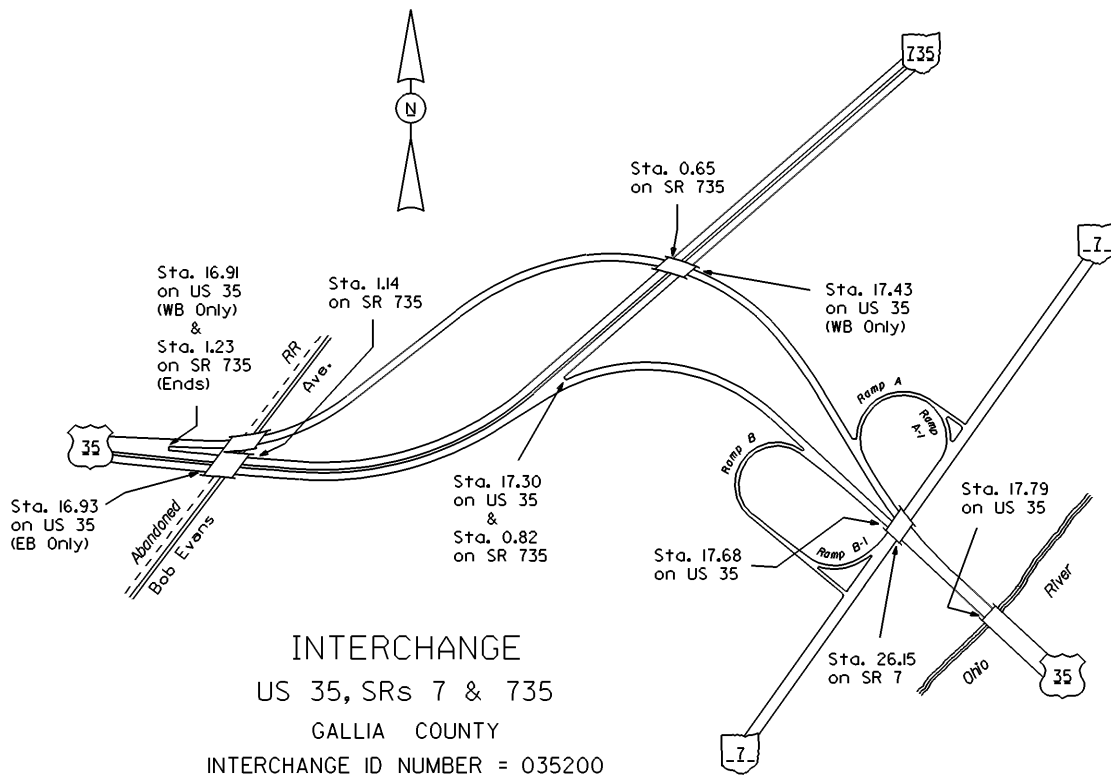 735
N
Sta. 0.65
on SR 735
7
Sta. 16.91
on US 35
(WB Only)
&
Sta. 1.23
on SR 735
(Ends)
Sta. 1.14
on SR 735
Sta. 17.43
on US 35
(WB Only)
RR
Ave.
Ramp A
Ramp
A-1
35
Ramp B
Sta. 16.93
on US 35
(EB Only)
Abandoned
Bob Evans
Sta. 17.30
on US 35
&
Sta. 0.82
on SR 735
Sta. 17.79
on US 35
Sta. 17.68
on US 35
Ramp B-1
River
Ohio
Sta. 26.15
on SR 7
35
7
INTERCHANGE
US 35, SRs 7 & 735
GALLIA COUNTY
INTERCHANGE ID NUMBER = 035200